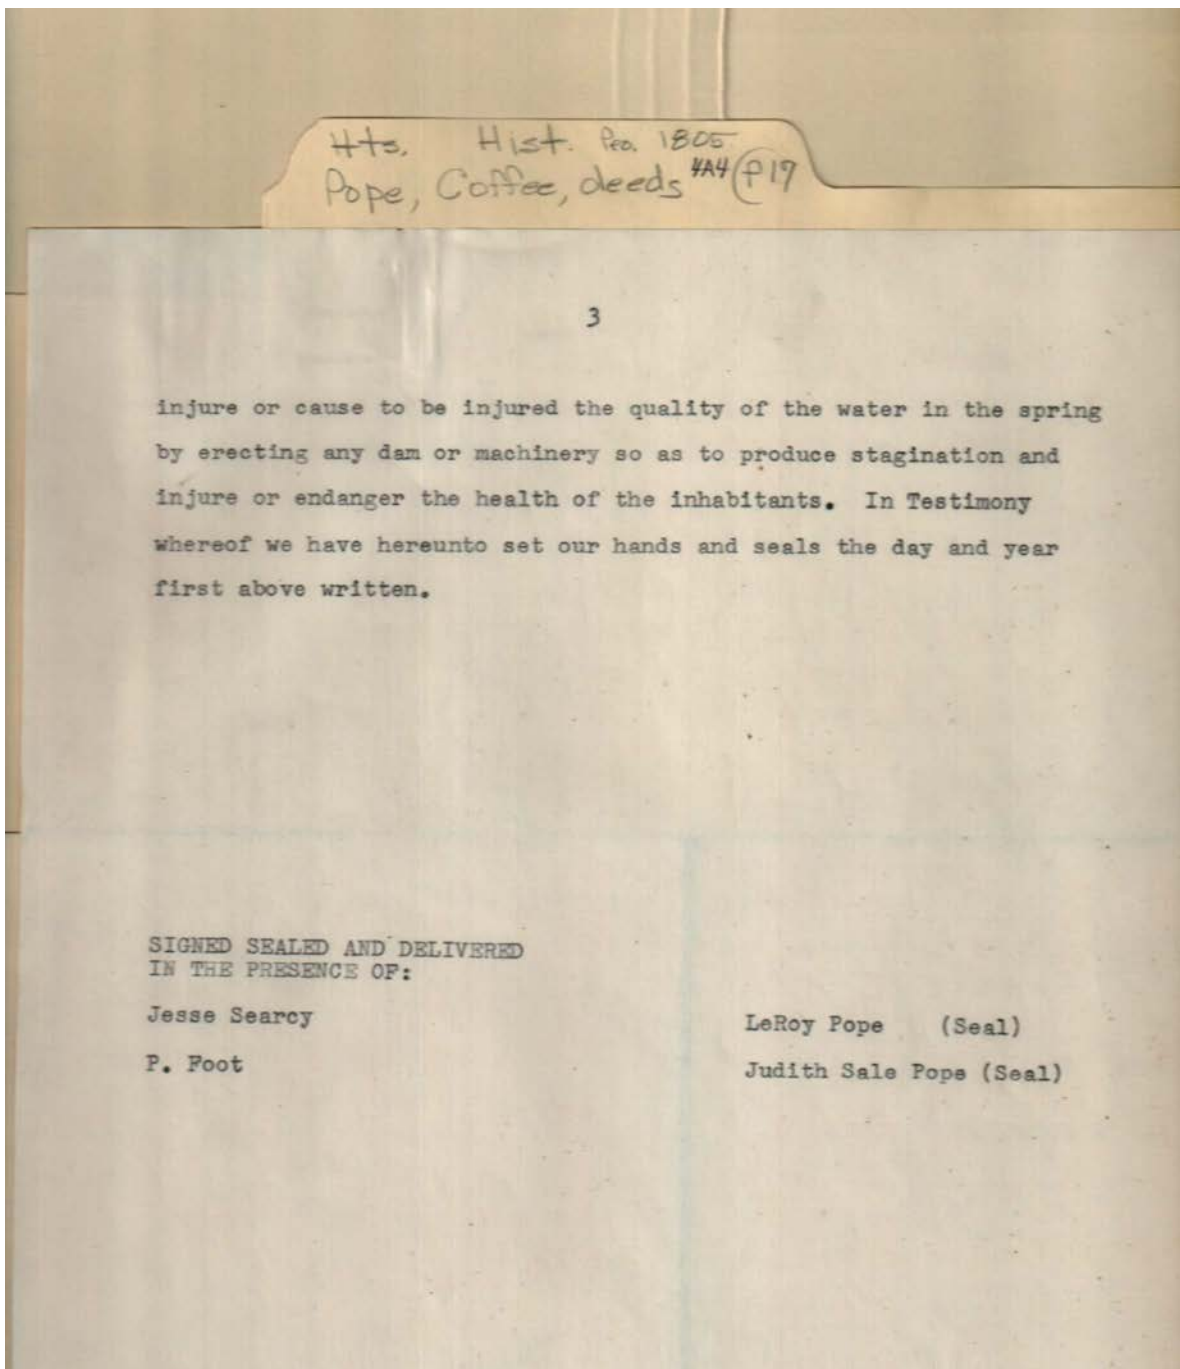 Hts. Hist. Peo. 1805
Pope, Coffee, deeds 4A4 P17
3
injure or cause to be injured the quality of the water in the spring
by erecting any dam or machinery so as to produce stagination and
injure or endanger the health of the inhabitants. In Testimony
whereof we have hereunto set our hands and seals the day and year
first above written.
SIGNED SEALED AND DELIVERED
IN THE PRESENCE OF:
Jesse Searcy
LeRoy Pope (Seal)
P. Foot
Judith Sale Pope (Seal)